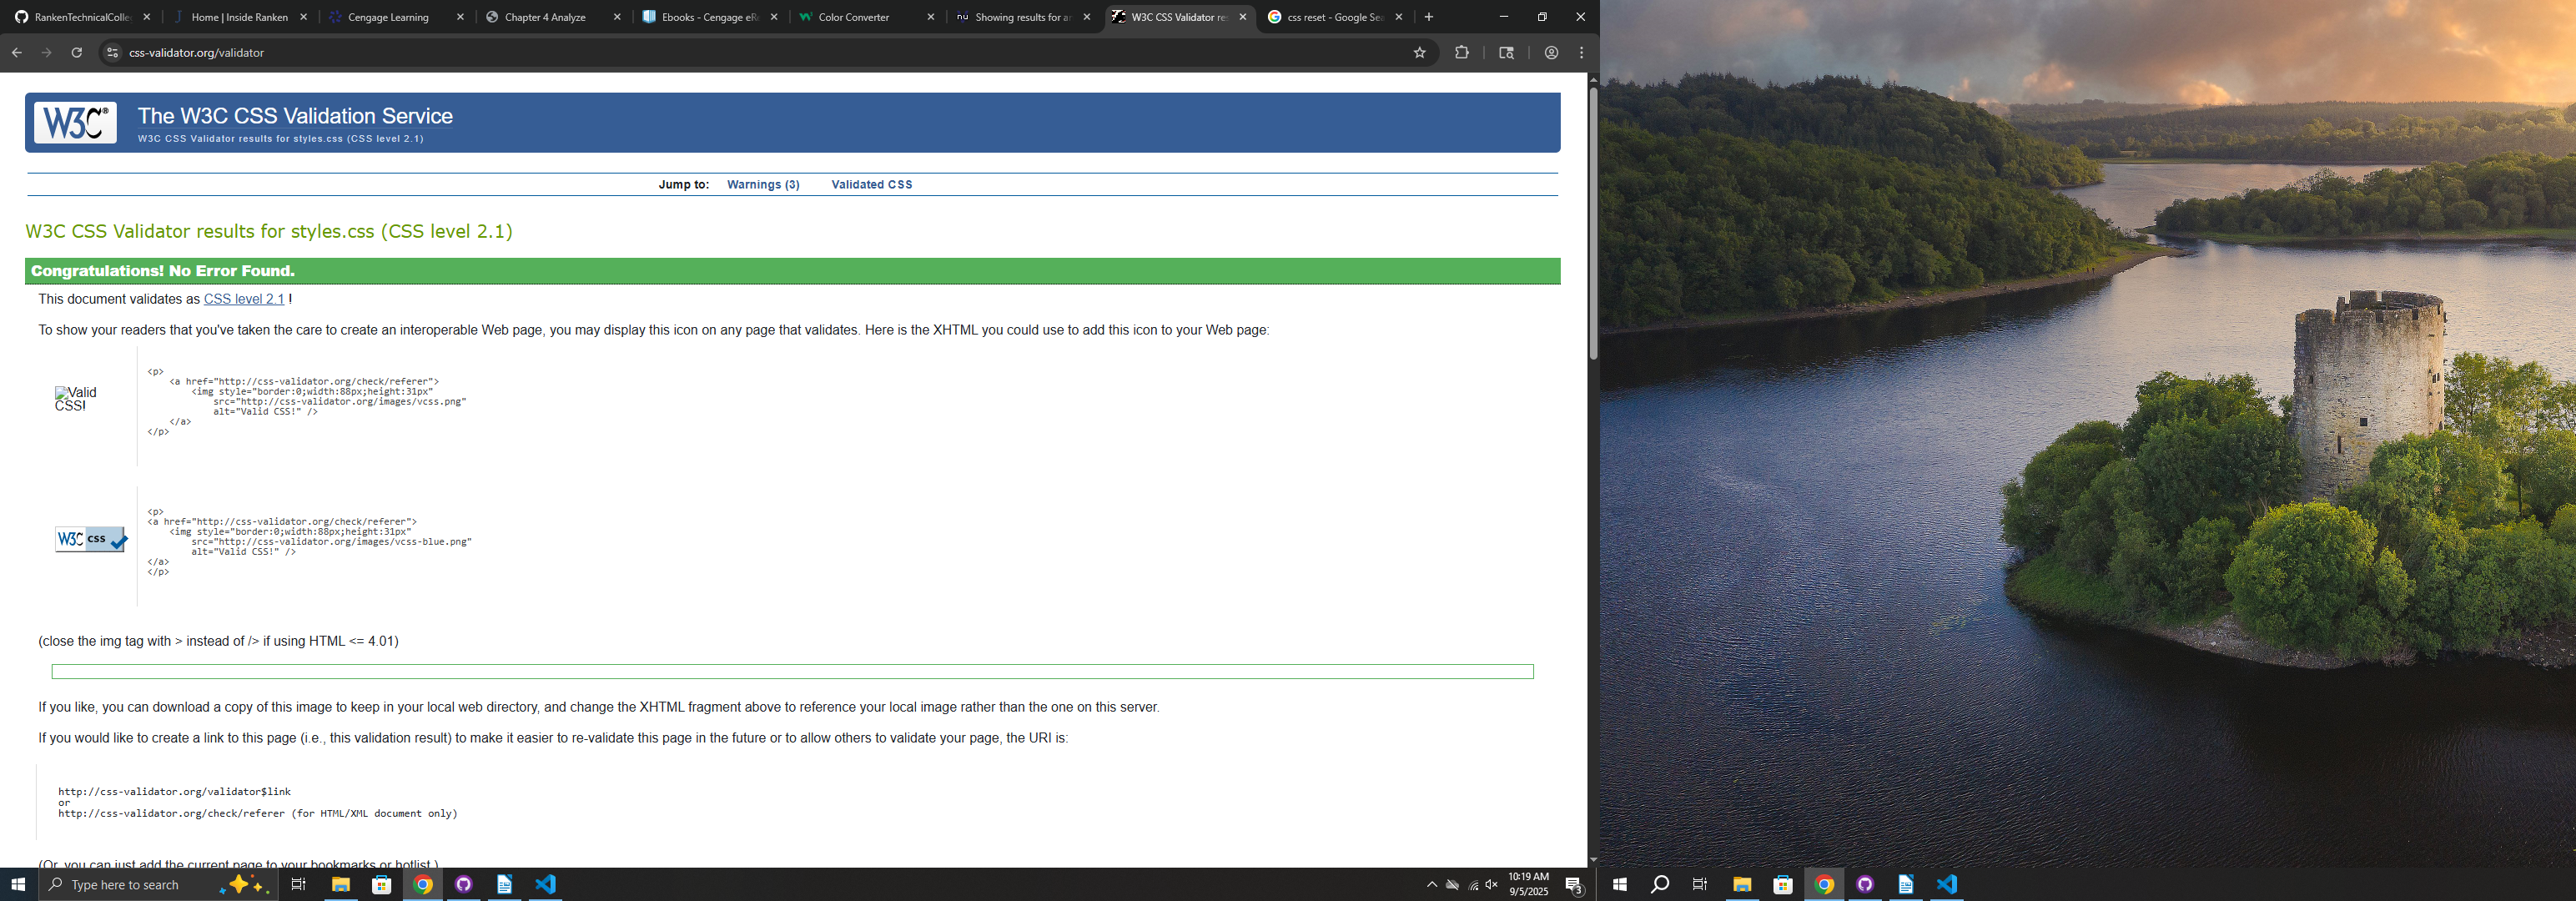 RankenTechnicalColle
Home | Inside Ranken
Cengage Learning
Chapter 4 Analyze
Ebooks - Cengage eRe
Color Converter
Showing results for an
W3C CSS Validator res
css reset - Google Sea
css-validator.org/validator
W3C®
The W3C CSS Validation Service
W3C CSS Validator results for styles.css (CSS level 2.1)
Jump to: Warnings (3) Validated CSS
W3C CSS Validator results for styles.css (CSS level 2.1)
Congratulations! No Error Found.
This document validates as CSS level 2.1 !
To show your readers that you've taken the care to create an interoperable Web page, you may display this icon on any page that validates. Here is the XHTML you could use to add this icon to your Web page:
Valid
CSS!
<p>
<a href="http://css-validator.org/check/referer">
<img style="border:0;width:88px;height:31px"
src="http://css-validator.org/images/vcss.png"
alt="Valid CSS!" />
</a>
</p>
W3C css
<p>
<a href="http://css-validator.org/check/referer">
<img style="border:0;width:88px;height:31px"
src="http://css-validator.org/images/vcss-blue.png"
alt="Valid CSS!" />
</a>
</p>
(close the img tag with > instead of /> if using HTML <= 4.01)
If you like, you can download a copy of this image to keep in your local web directory, and change the XHTML fragment above to reference your local image rather than the one on this server.
If you would like to create a link to this page (i.e., this validation result) to make it easier to re-validate this page in the future or to allow others to validate your page, the URI is:
http://css-validator.org/validator$link
or
http://css-validator.org/check/referer (for HTML/XML document only)
(Or, you can just add the current page to your bookmarks or hotlist.)
Type here to search
10:19 AM
9/5/2025
3